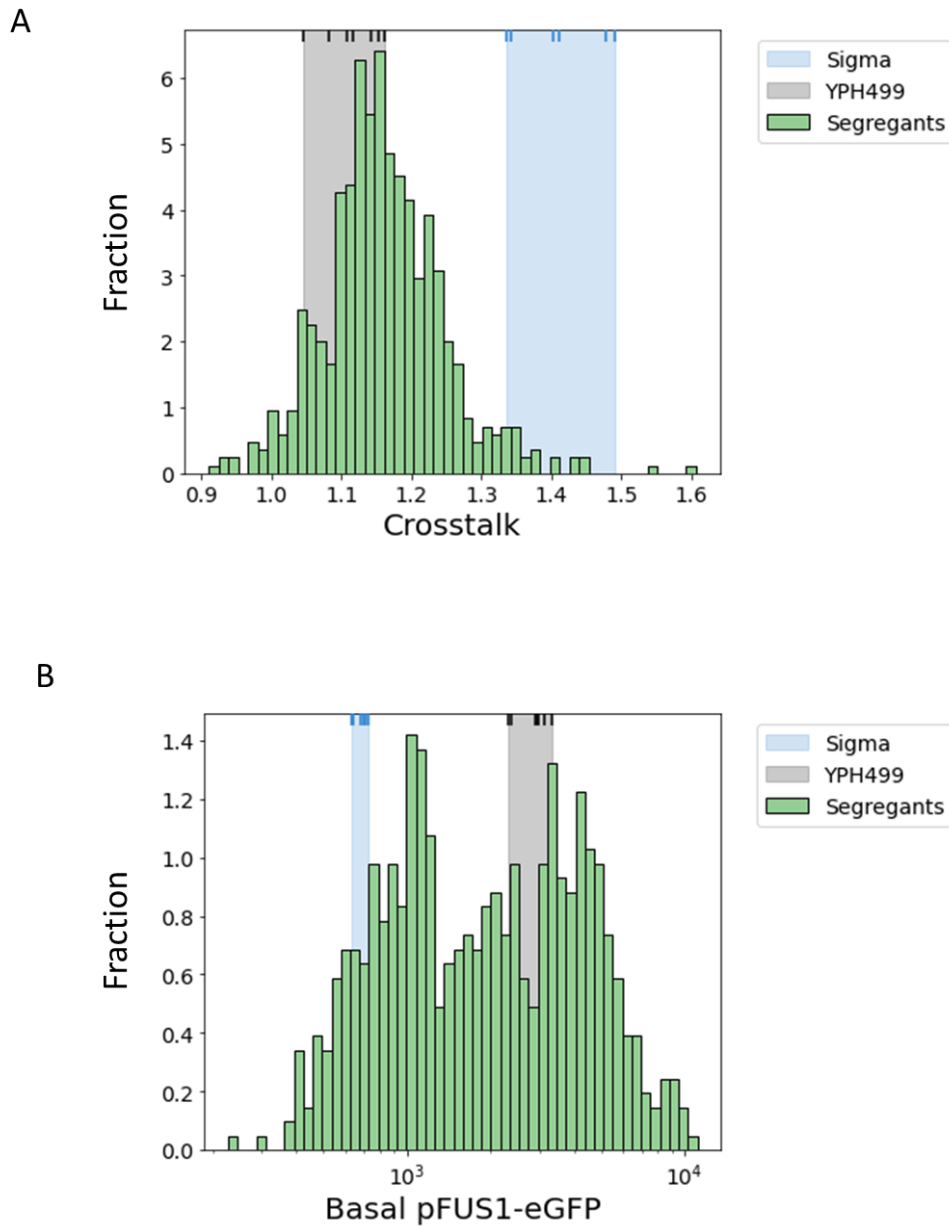 A
Fraction
6
5
4
3
2
1
0
0.9 1.0 1.1 1.2 1.3 1.4 1.5 1.6
Crosstalk
Sigma
YPH499
Segregants
B
Fraction
1.4
1.2
1.0
0.8
0.6
0.4
0.2
0.0
10³ 10⁴
Basal pFUS1-eGFP
Sigma
YPH499
Segregants